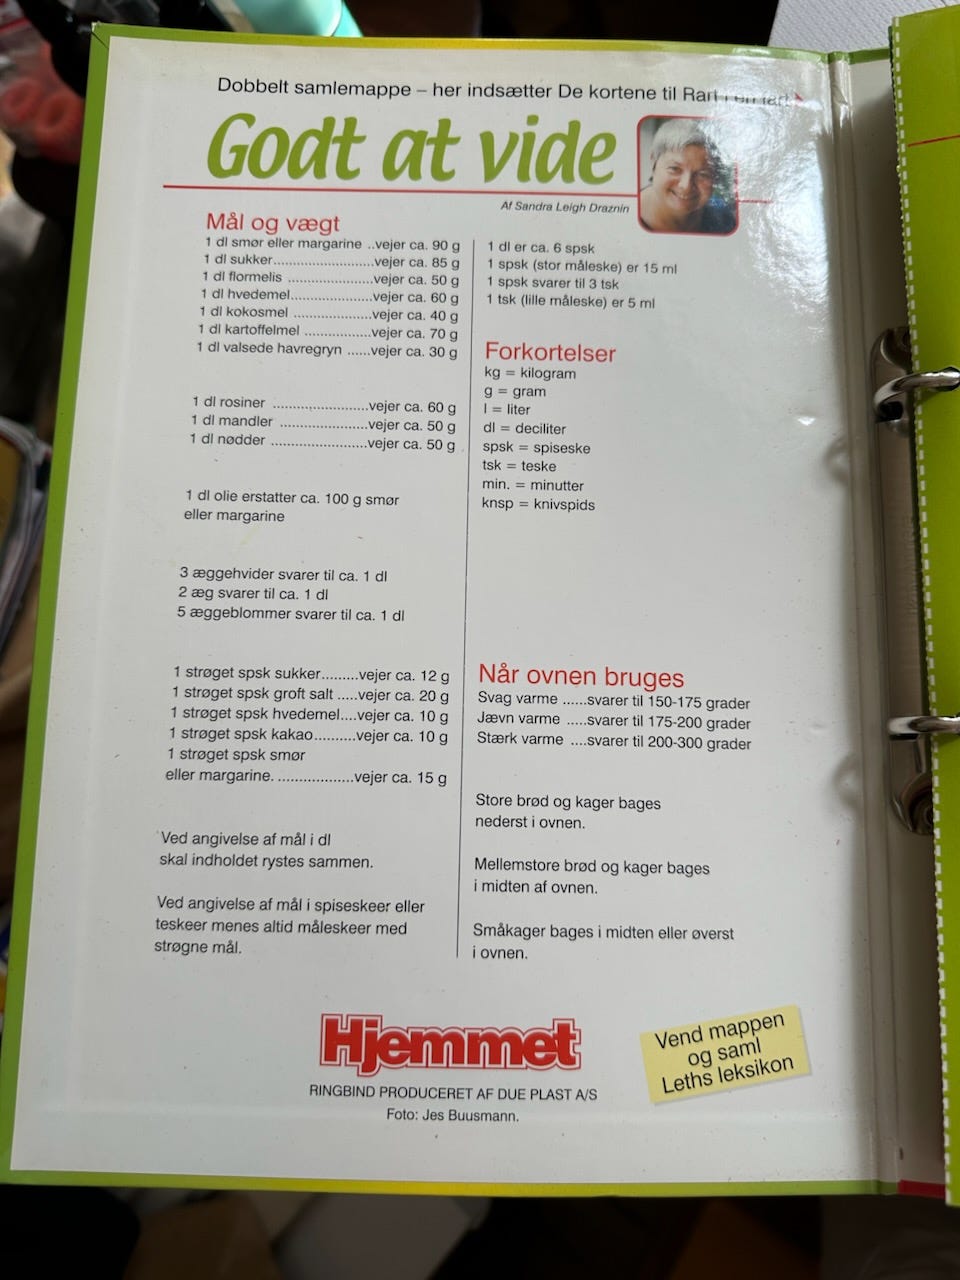 Dobbelt samlemappe – her indsætter De kortene til Rart i en fart
Godt at vide
Af Sandra Leigh Draznin
Mål og vægt
1 dl smør eller margarine ..vejer ca. 90 g
1 dl sukker.........................vejer ca. 85 g
1 dl flormelis .....................vejer ca. 50 g
1 dl hvedemel....................vejer ca. 60 g
1 dl kokosmel ...................vejer ca. 40 g
1 dl kartoffelmel ................vejer ca. 70 g
1 dl valsede havregryn ......vejer ca. 30 g
1 dl rosiner ........................vejer ca. 60 g
1 dl mandler ......................vejer ca. 50 g
1 dl nødder ........................vejer ca. 50 g
1 dl olie erstatter ca. 100 g smør
eller margarine
3 æggehvider svarer til ca. 1 dl
2 æg svarer til ca. 1 dl
5 æggeblommer svarer til ca. 1 dl
1 strøget spsk sukker.........vejer ca. 12 g
1 strøget spsk groft salt .....vejer ca. 20 g
1 strøget spsk hvedemel....vejer ca. 10 g
1 strøget spsk kakao..........vejer ca. 10 g
1 strøget spsk smør
eller margarine. ..................vejer ca. 15 g
Ved angivelse af mål i dl
skal indholdet rystes sammen.
Ved angivelse af mål i spiseskeer eller
teskeer menes altid måleskeer med
strøgne mål.
1 dl er ca. 6 spsk
1 spsk (stor måleske) er 15 ml
1 spsk svarer til 3 tsk
1 tsk (lille måleske) er 5 ml
Forkortelser
kg = kilogram
g = gram
l = liter
dl = deciliter
spsk = spiseske
tsk = teske
min. = minutter
knsp = knivspids
Når ovnen bruges
Svag varme ......svarer til 150-175 grader
Jævn varme .....svarer til 175-200 grader
Stærk varme ....svarer til 200-300 grader
Store brød og kager bages
nederst i ovnen.
Mellemstore brød og kager bages
i midten af ovnen.
Småkager bages i midten eller øverst
i ovnen.
Hjemmet
RINGBIND PRODUCERET AF DUE PLAST A/S
Foto: Jes Buusmann.
Vend mappen
og saml
Leths leksikon